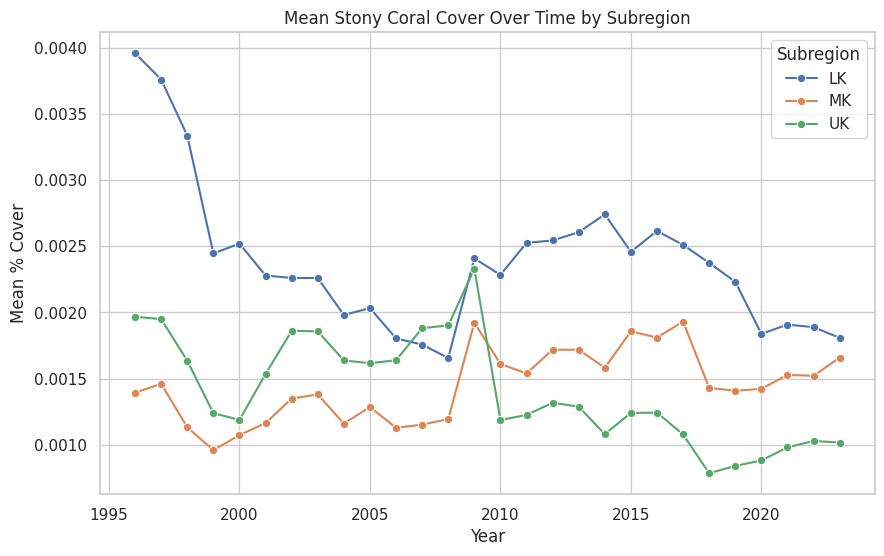 Mean Stony Coral Cover Over Time by Subregion
Subregion
LK
MK
UK
Mean % Cover
0.0040
0.0035
0.0030
0.0025
0.0020
0.0015
0.0010
1995 2000 2005 2010 2015 2020
Year